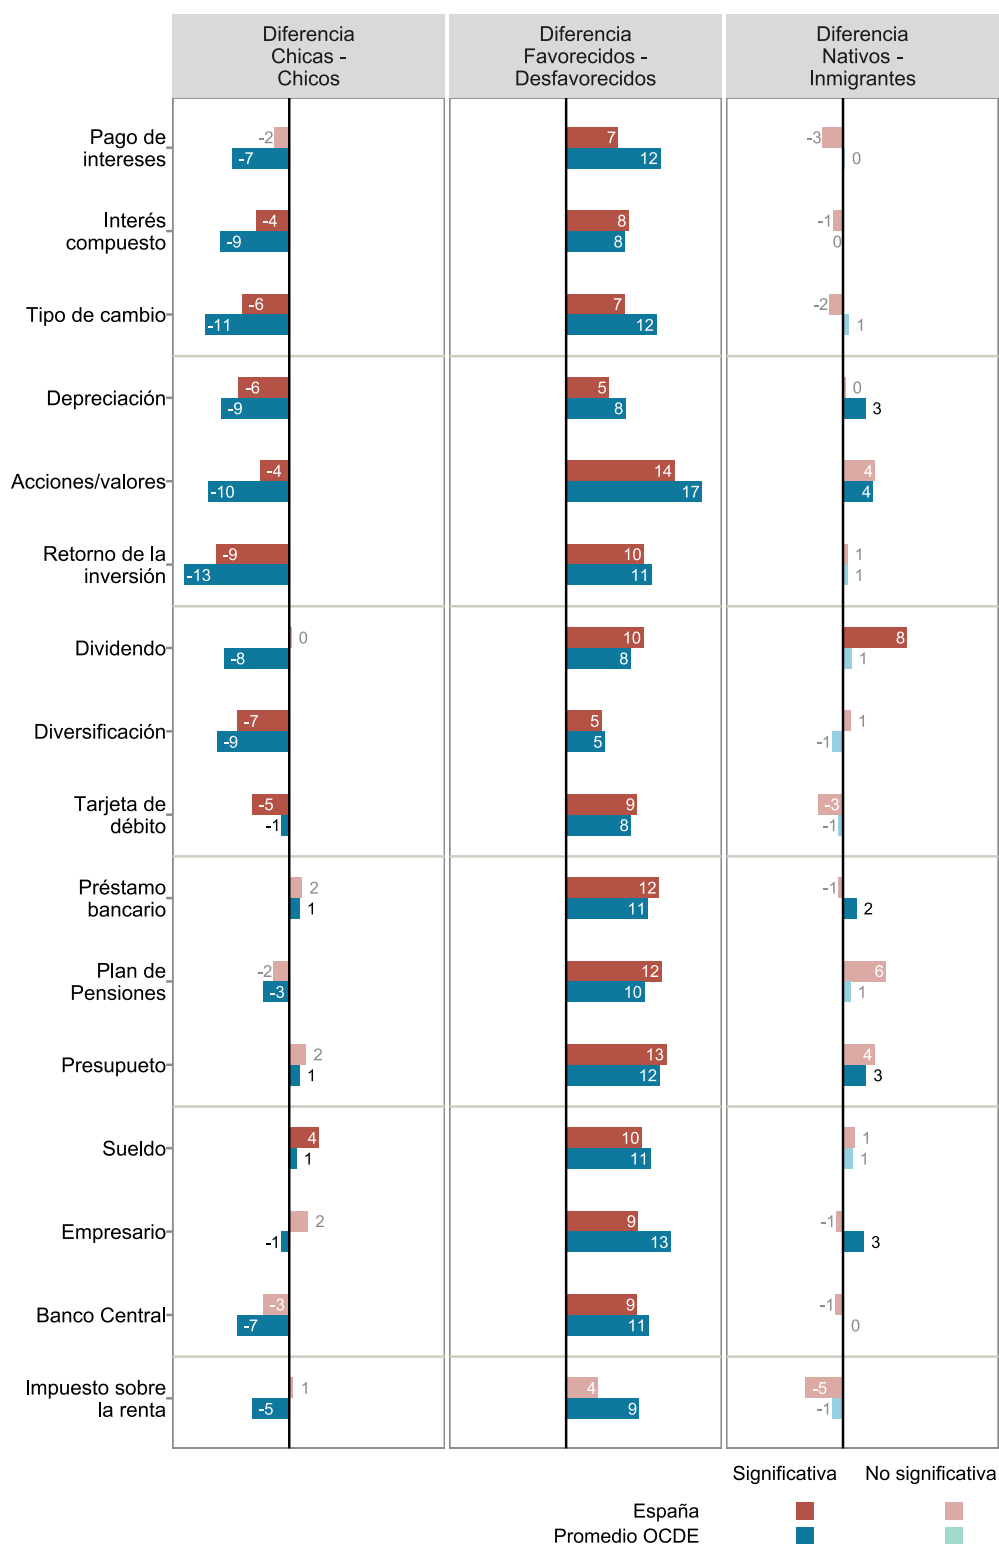 Diferencia
Chicas -
Chicos
Diferencia
Favorecidos -
Desfavorecidos
Diferencia
Nativos -
Inmigrantes
Pago de
intereses
-2
-7
7
12
-3
0
Interés
compuesto
-4
-9
8
8
-1
0
Tipo de cambio
-6
-11
7
12
-2
1
Depreciación
-6
-9
5
8
0
3
Acciones/valores
-4
-10
14
17
4
4
Retorno de la
inversión
-9
-13
10
11
1
1
Dividendo
0
-8
10
8
8
1
Diversificación
-7
-9
5
5
1
-1
Tarjeta de
débito
-5
-1
9
8
-3
-1
Préstamo
bancario
2
1
12
11
-1
2
Plan de
Pensiones
-2
-3
12
10
6
1
Presupueto
2
1
13
12
4
3
Sueldo
4
1
10
11
1
1
Empresario
2
-1
9
13
-1
3
Banco Central
-3
-7
9
11
-1
0
Impuesto sobre
la renta
1
-5
4
9
-5
-1
Significativa No significativa
España
Promedio OCDE